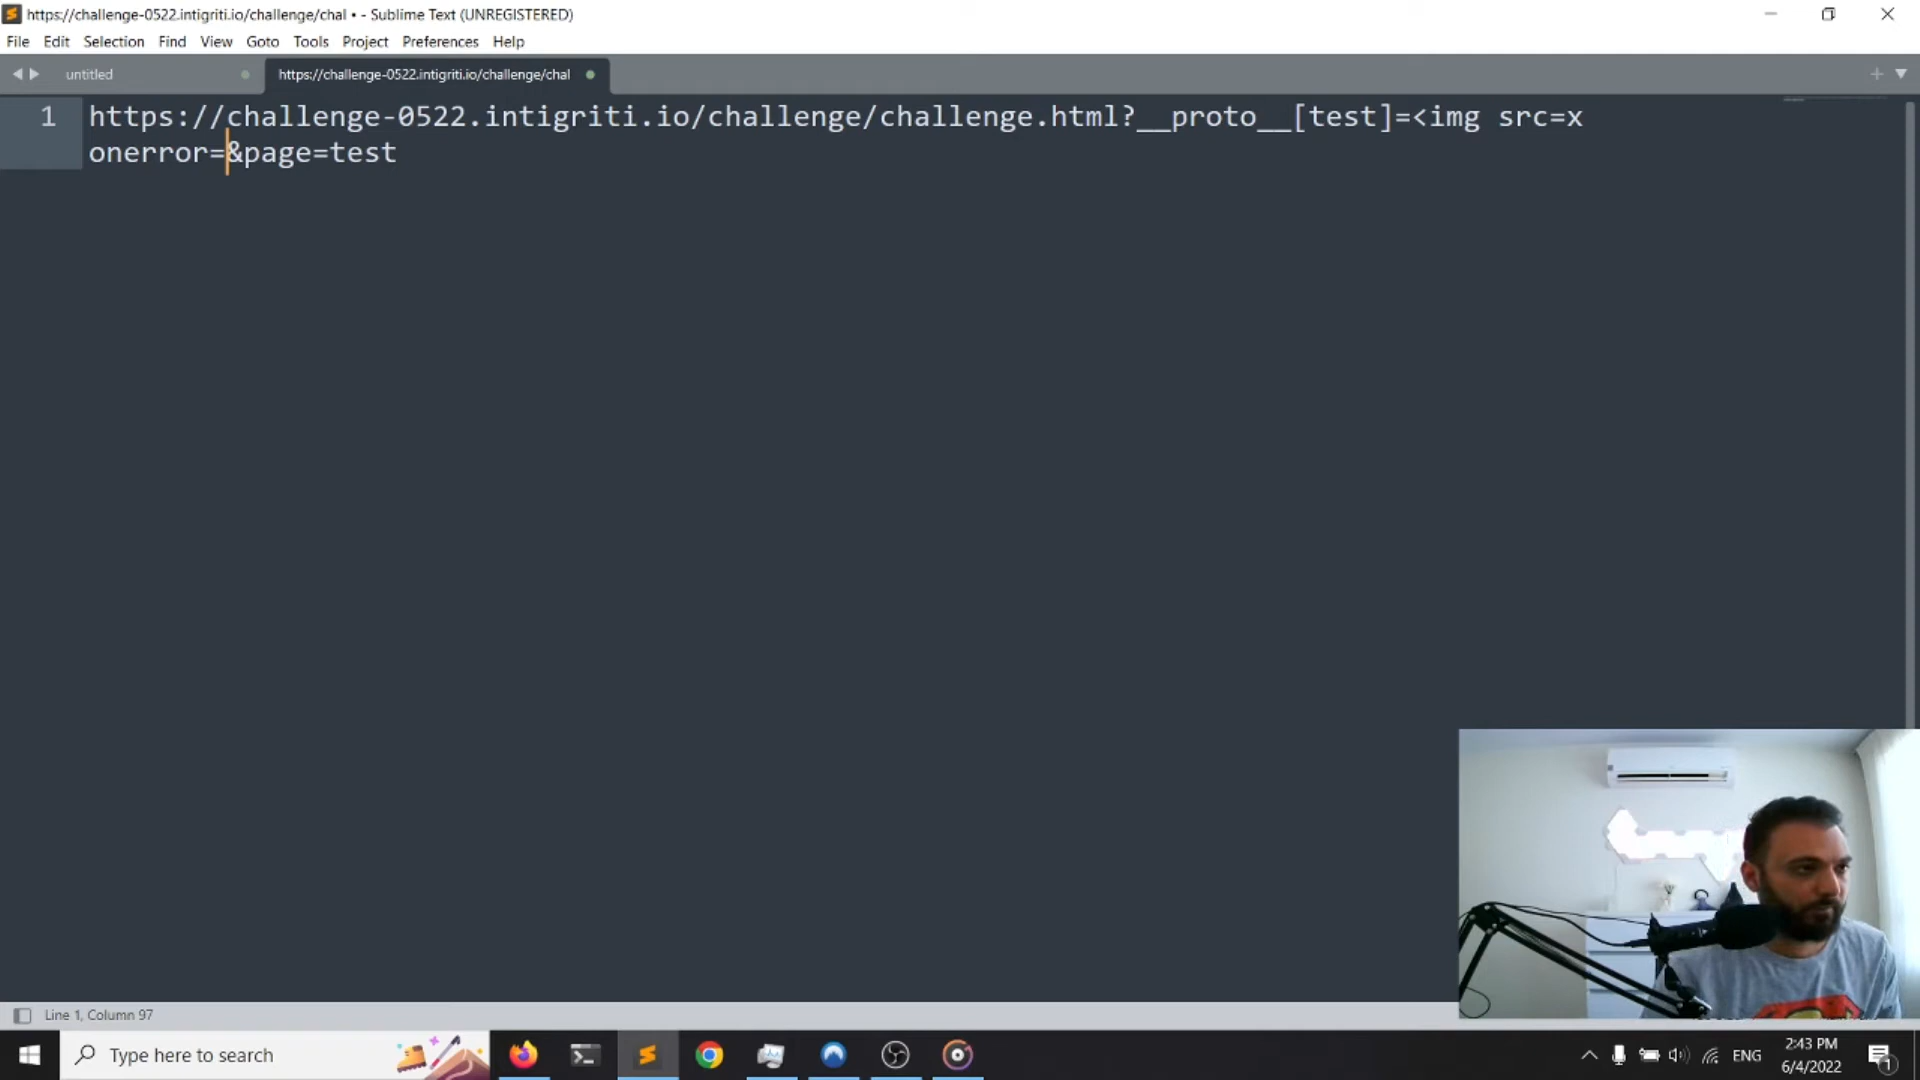 https://challenge-0522.intigriti.io/challenge/chal • - Sublime Text (UNREGISTERED)
File Edit Selection Find View Goto Tools Project Preferences Help
untitled https://challenge-0522.intigriti.io/challenge/chal
1 https://challenge-0522.intigriti.io/challenge/challenge.html?__proto__[test]=<img src=x
onerror=&page=test
Line 1, Column 97
Type here to search
ENG
2:43 PM
6/4/2022
1